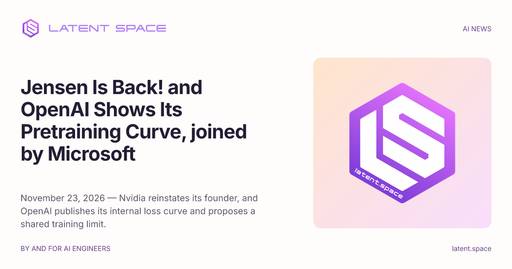 LATENT SPACE
AI NEWS
Jensen Is Back! and
OpenAI Shows Its
Pretraining Curve, joined
by Microsoft
latent.space
November 23, 2026 — Nvidia reinstates its founder, and
OpenAI publishes its internal loss curve and proposes a
shared training limit.
BY AND FOR AI ENGINEERS
latent.space